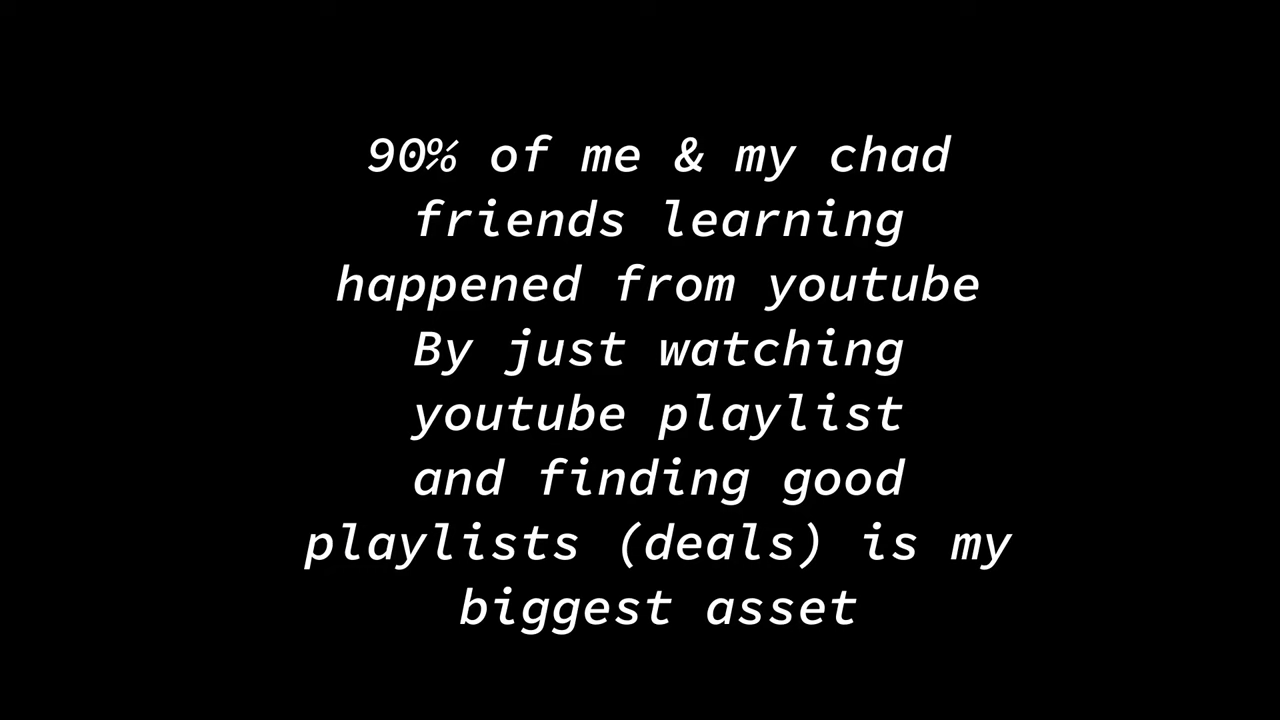 90% of me & my chad
friends learning
happened from youtube
By just watching
youtube playlist
and finding good
playlists (deals) is my
biggest asset